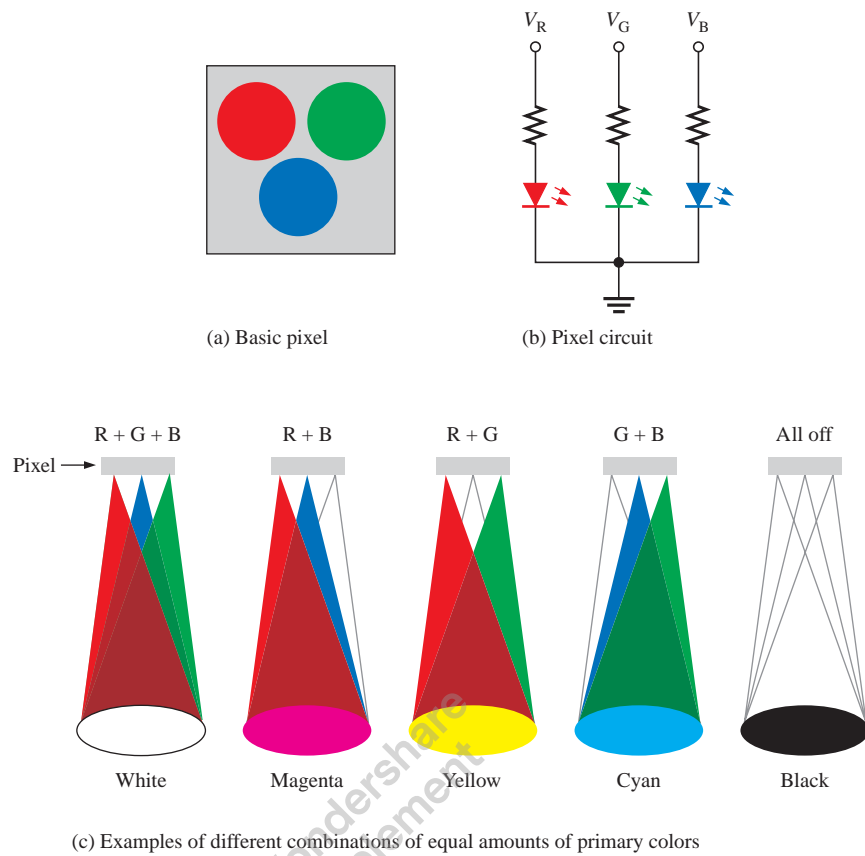 V_R V_G V_B
(a) Basic pixel (b) Pixel circuit
R + G + B R + B R + G G + B All off
Pixel
White Magenta Yellow Cyan Black
(c) Examples of different combinations of equal amounts of primary colors